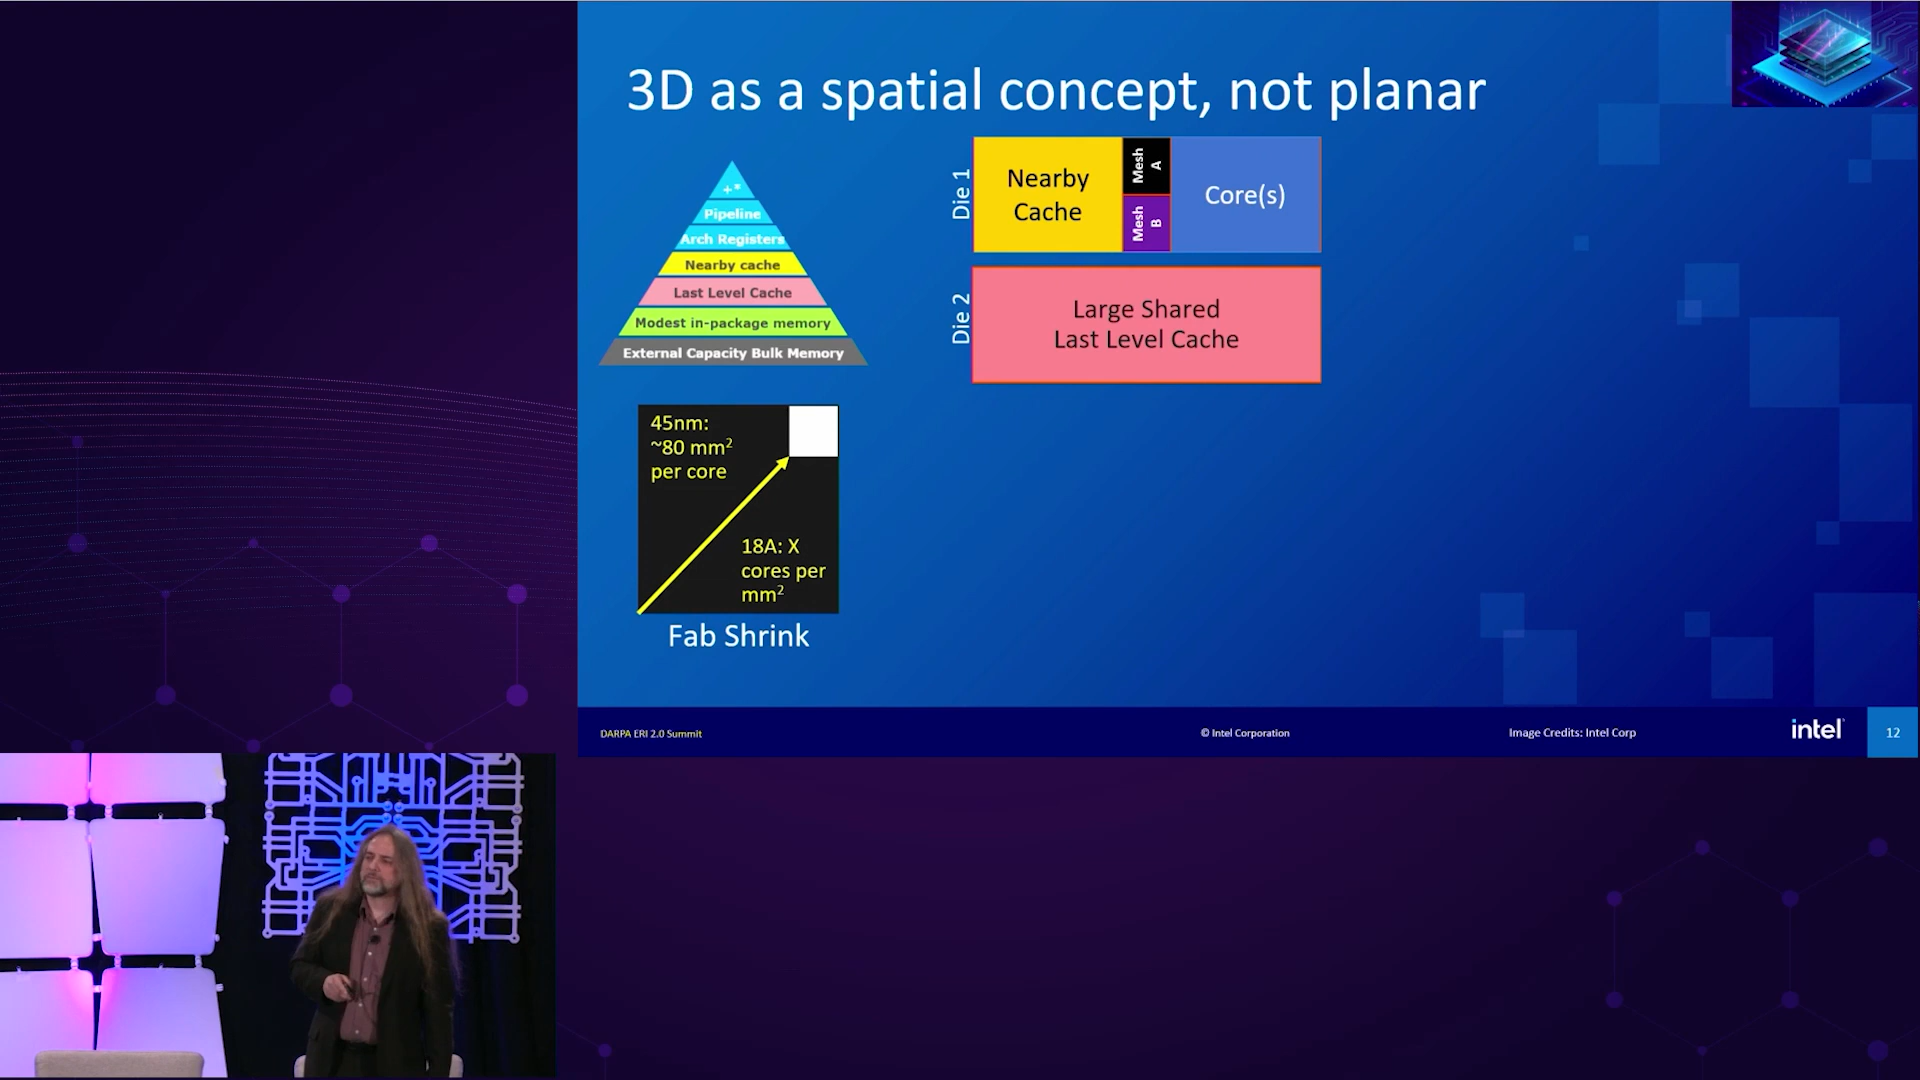 3D as a spatial concept, not planar
+*
Pipeline
Arch Registers
Nearby cache
Last Level Cache
Modest in-package memory
External Capacity Bulk Memory
Die 1
Nearby
Cache
Mesh
A
Mesh
B
Core(s)
Die 2
Large Shared
Last Level Cache
45nm:
~80 mm²
per core
18A: X
cores per
mm²
Fab Shrink
DARPA ERI 2.0 Summit
© Intel Corporation
Image Credits: Intel Corp
intel
12